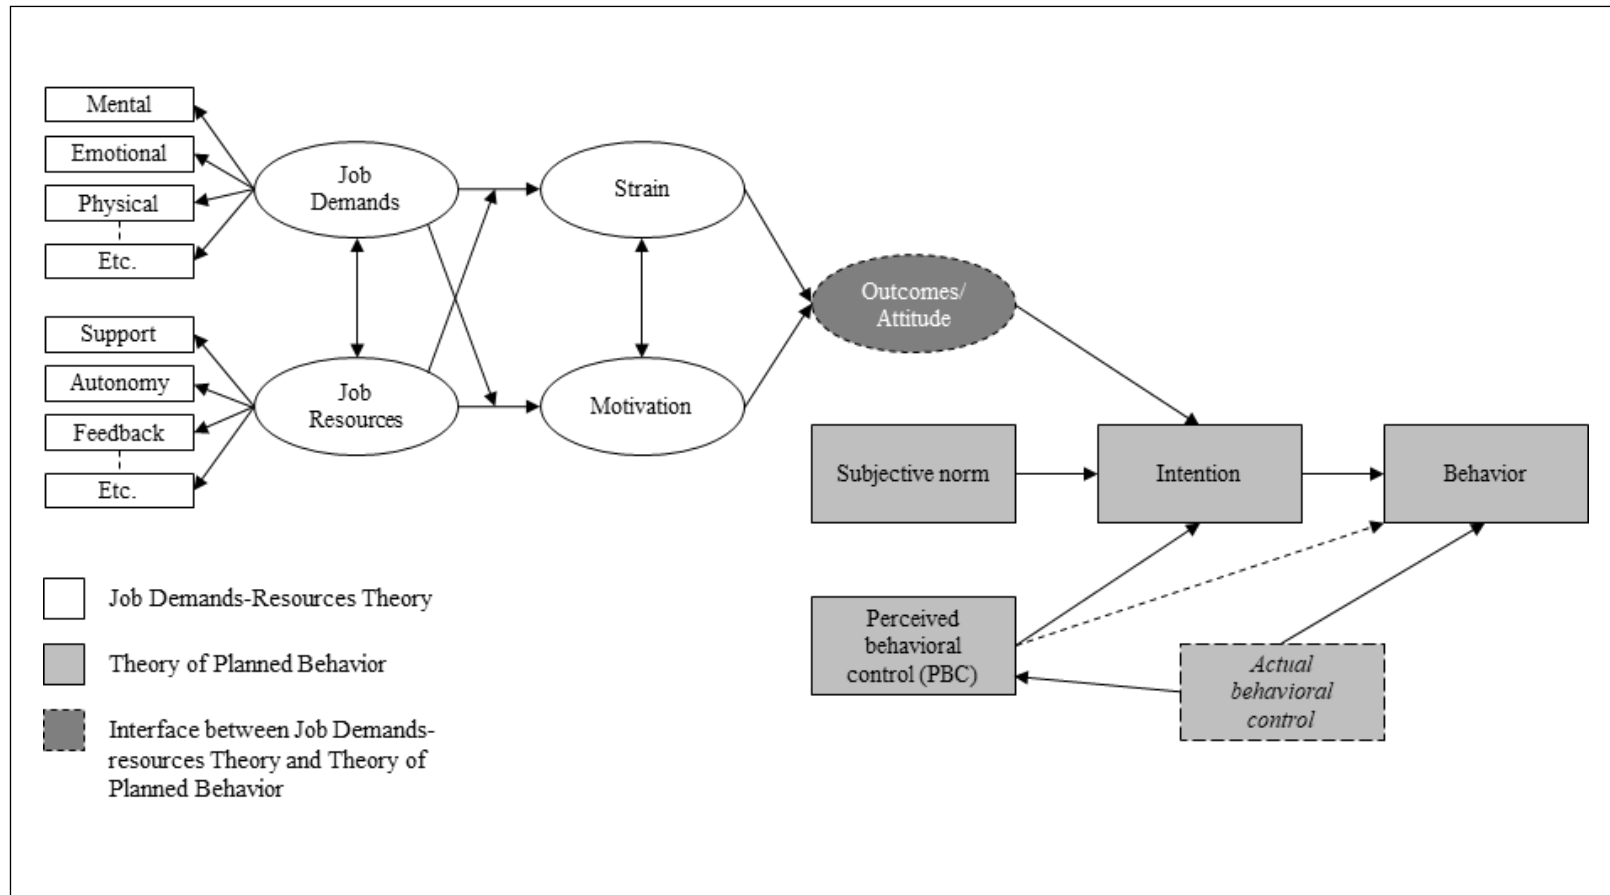 Mental
Emotional
Physical
Etc.
Support
Autonomy
Feedback
Etc.
Job
Demands
Job
Resources
Strain
Motivation
Outcomes/
Attitude
Subjective norm
Intention
Behavior
Perceived
behavioral
control (PBC)
Actual
behavioral
control
Job Demands-Resources Theory
Theory of Planned Behavior
Interface between Job Demands-
resources Theory and Theory of
Planned Behavior